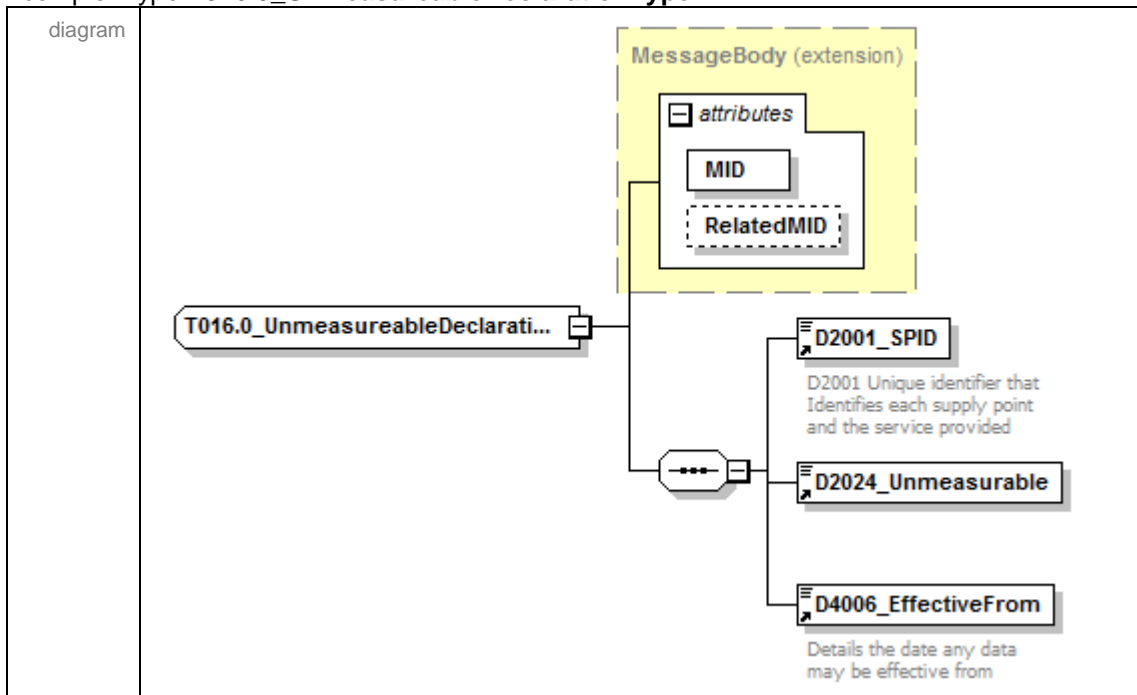 diagram
MessageBody (extension)
attributes
MID
RelatedMID
T016.0_UnmeasureableDeclarati...
D2001_SPID
D2001 Unique identifier that
Identifies each supply point
and the service provided
D2024_Unmeasurable
D4006_EffectiveFrom
Details the date any data
may be effective from